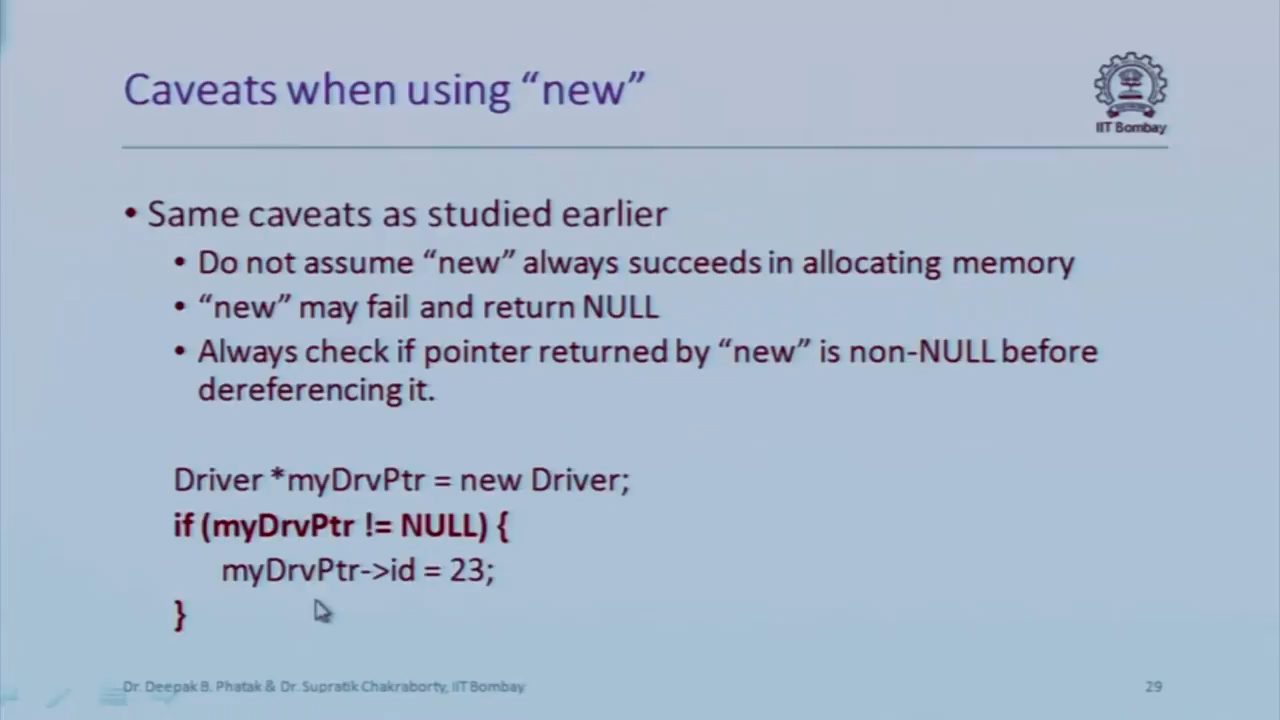 Caveats when using “new”
IIT Bombay
• Same caveats as studied earlier
• Do not assume “new” always succeeds in allocating memory
• “new” may fail and return NULL
• Always check if pointer returned by “new” is non-NULL before
dereferencing it.
Driver *myDrvPtr = new Driver;
if (myDrvPtr != NULL) {
myDrvPtr->id = 23;
}
Dr. Deepak B. Phatak & Dr. Supratik Chakraborty, IIT Bombay
29